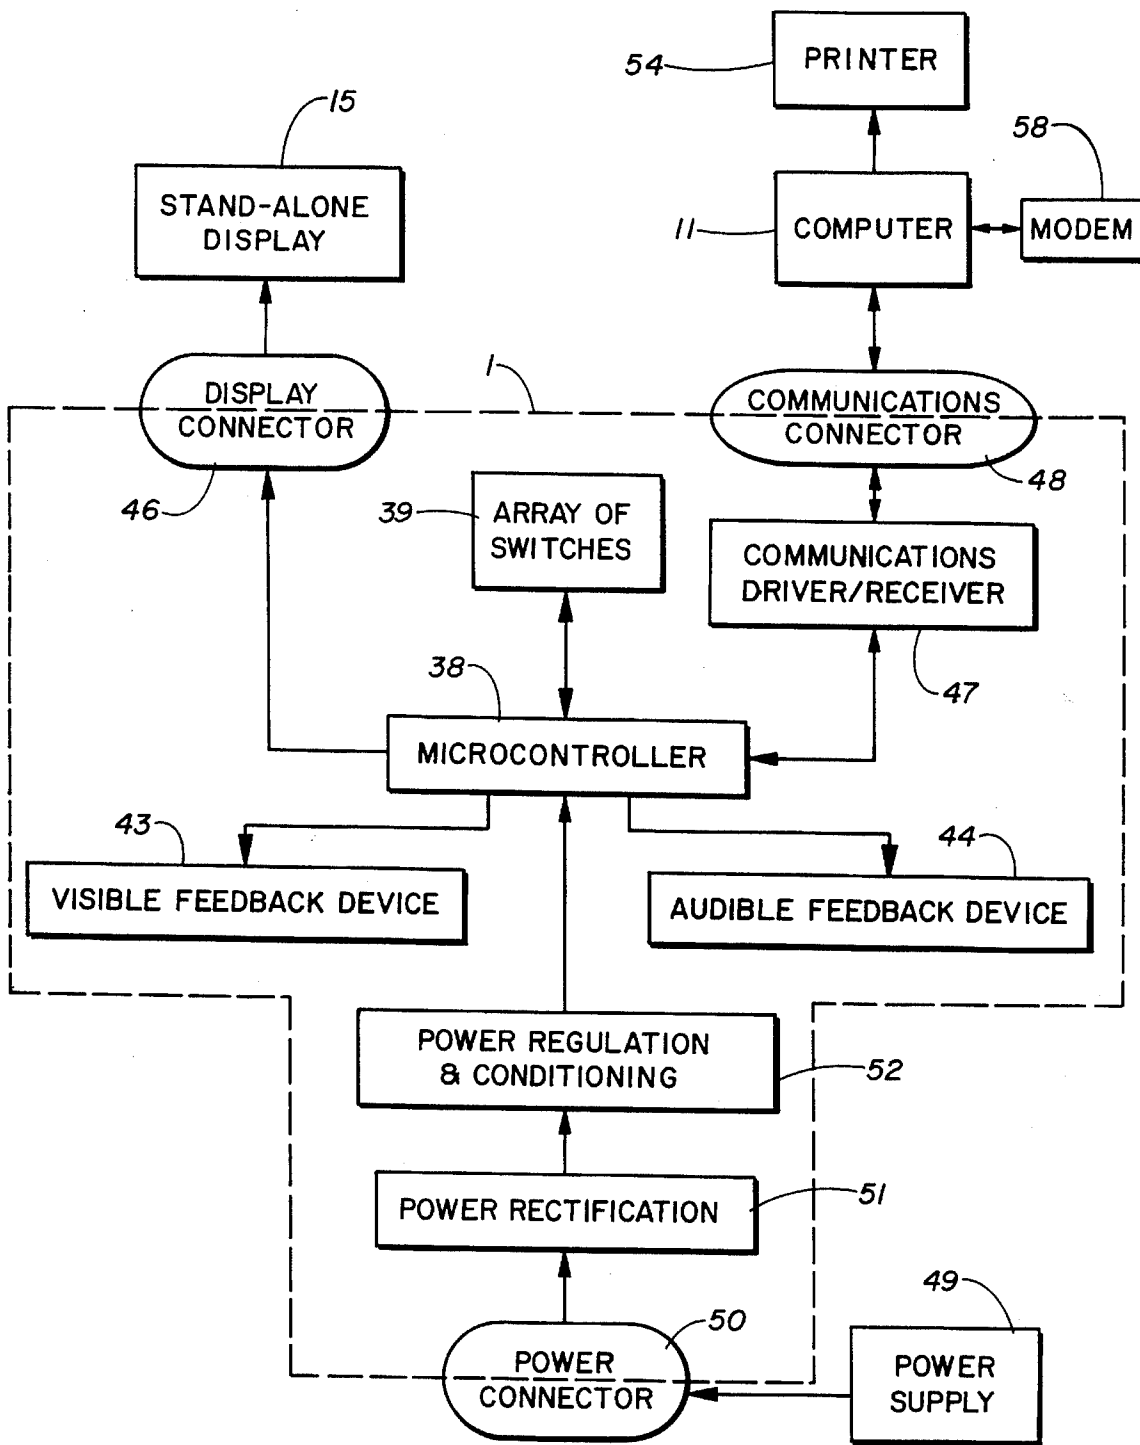 54
PRINTER
15
58
STAND-ALONE
DISPLAY
11
COMPUTER
MODEM
1
DISPLAY
CONNECTOR
COMMUNICATIONS
CONNECTOR
46
48
39
ARRAY OF
SWITCHES
COMMUNICATIONS
DRIVER/RECEIVER
38
47
MICROCONTROLLER
43
44
VISIBLE FEEDBACK DEVICE
AUDIBLE FEEDBACK DEVICE
POWER REGULATION
& CONDITIONING
52
POWER RECTIFICATION
51
50
49
POWER
CONNECTOR
POWER
SUPPLY